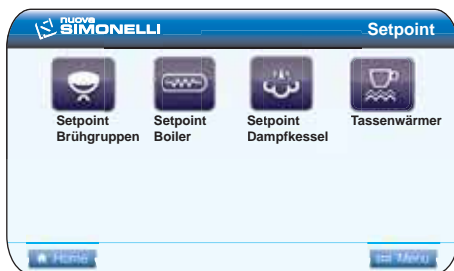 nuova
SIMONELLI
Setpoint
Setpoint Brühgruppen
Setpoint Boiler
Setpoint Dampfkessel
Tassenwärmer
Home
Menu